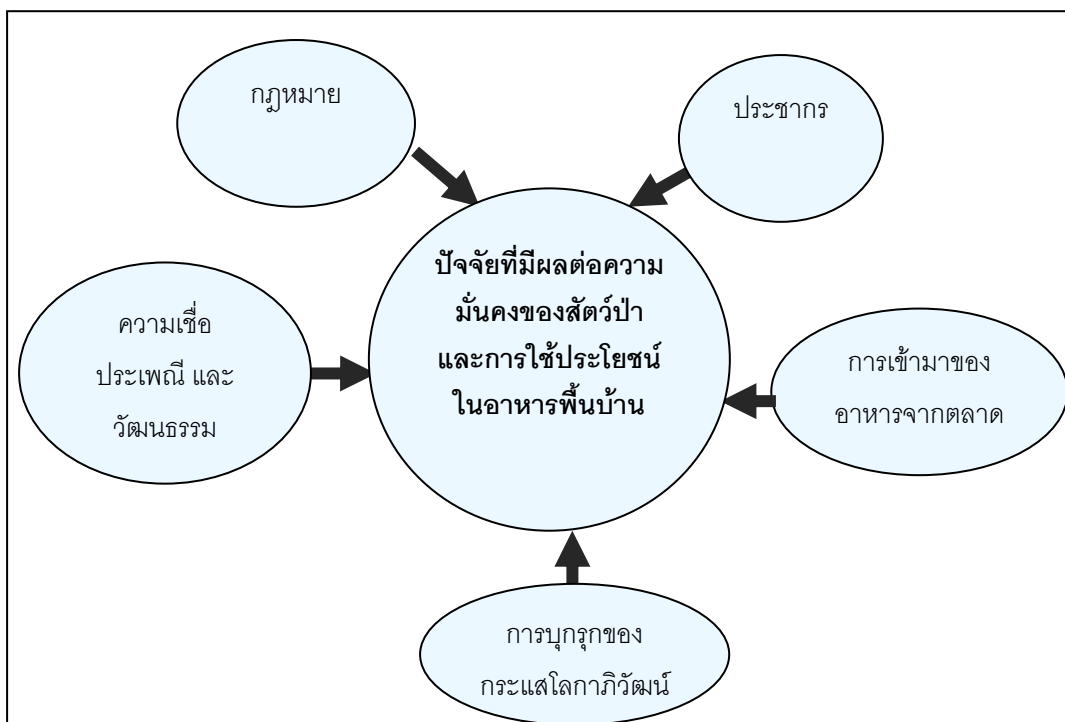 กฎหมาย
ประชากร
ปัจจัยที่มีผลต่อความ
มั่นคงของสัตว์ป่า
และการใช้ประโยชน์
ในอาหารพื้นบ้าน
ความเชื่อ
ประเพณี และ
วัฒนธรรม
การเข้ามาของ
อาหารจากตลาด
การบุกรุกของ
กระแสโลกาภิวัฒน์